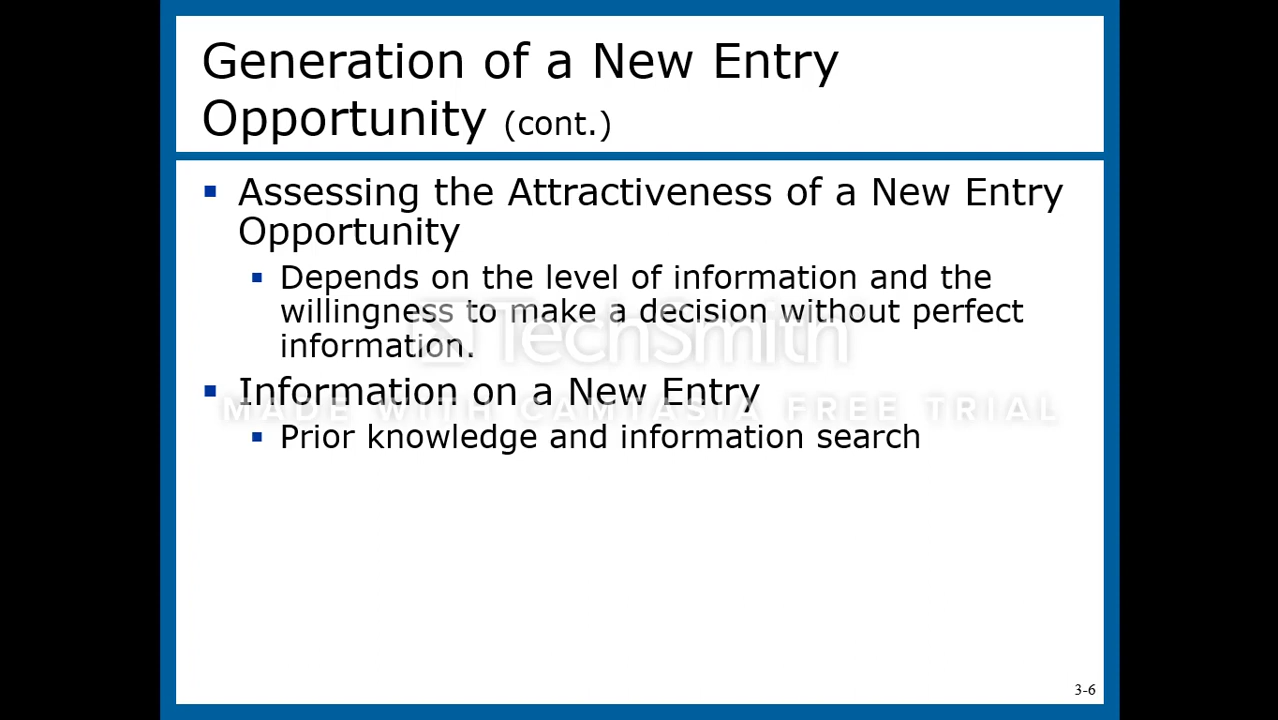 Generation of a New Entry
Opportunity (cont.)
▪ Assessing the Attractiveness of a New Entry
Opportunity
▪ Depends on the level of information and the
willingness to make a decision without perfect
information.
TechSmith
▪ Information on a New Entry
MADE WITH CAMTASIA FREE TRIAL
▪ Prior knowledge and information search
3-6